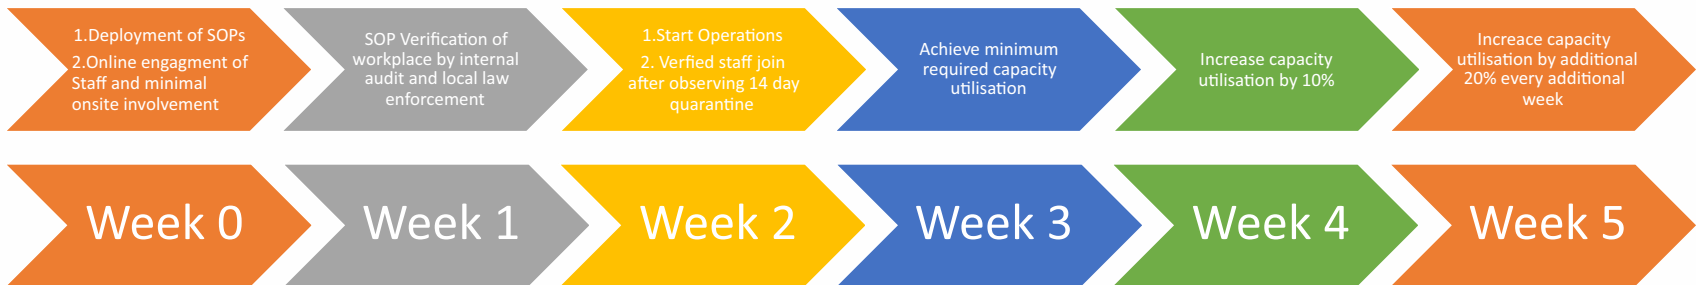 1.Deployment of SOPs
2.Online engagment of
Staff and minimal
onsite involvement
SOP Verification of
workplace by internal
audit and local law
enforcement
1.Start Operations
2. Verfied staff join
after observing 14 day
quarantine
Achieve minimum
required capacity
utilisation
Increase capacity
utilisation by 10%
Increace capacity
utilisation by additional
20% every additional
week
Week 0
Week 1
Week 2
Week 3
Week 4
Week 5